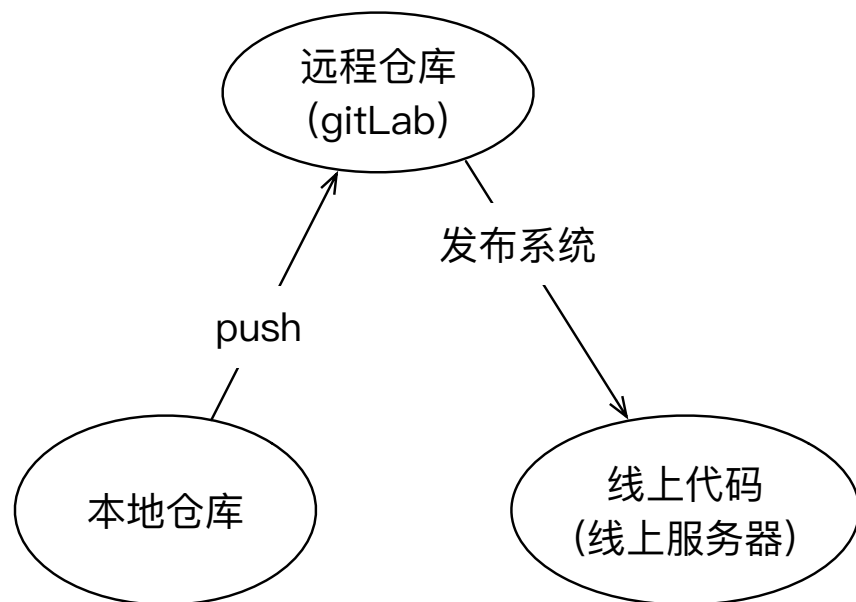 远程仓库
(gitLab)
发布系统
push
本地仓库
线上代码
(线上服务器)